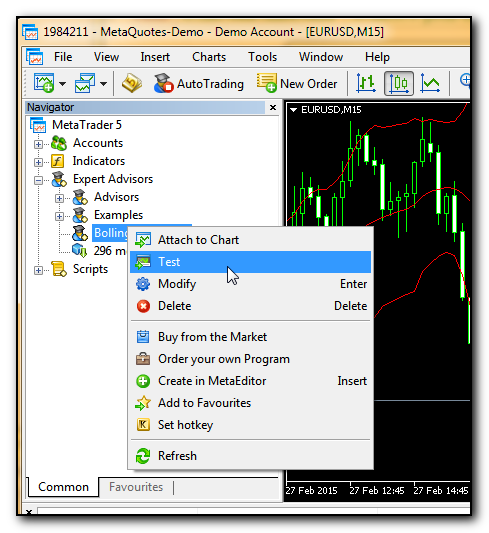 1984211 - MetaQuotes-Demo - Demo Account - [EURUSD,M15]
File View Insert Charts Tools Window Help
AutoTrading New Order
Navigator
MetaTrader 5
Accounts
Indicators
Expert Advisors
Advisors
Examples
Bolling
296 m
Scripts
Common Favourites
EURUSD,M15
Attach to Chart
Test
Modify Enter
Delete Delete
Buy from the Market
Order your own Program
Create in MetaEditor Insert
Add to Favourites
Set hotkey
Refresh
27 Feb 2015 27 Feb 12:45 27 Feb 14:45